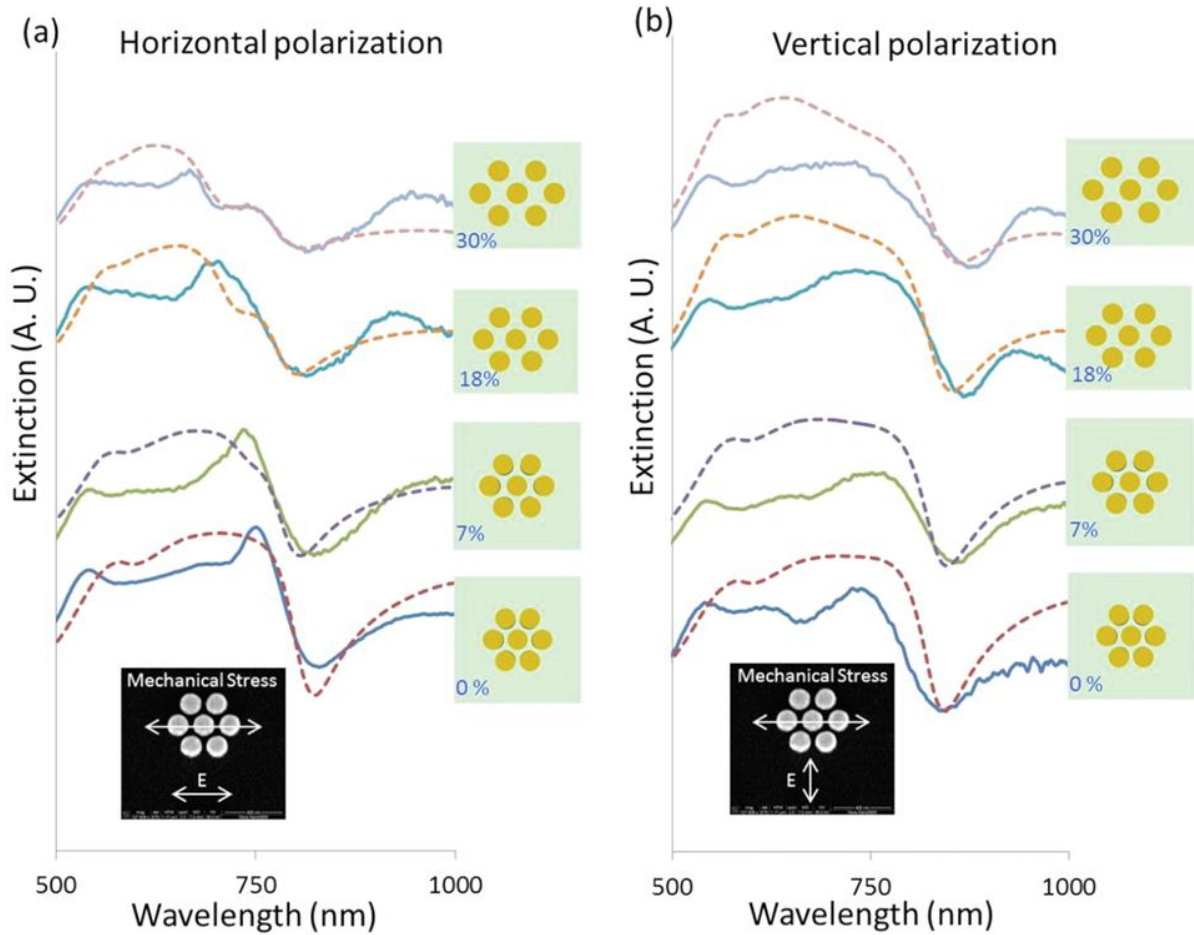 (a)
Horizontal polarization
Extinction (A. U.)
30%
18%
7%
0 %
Mechanical Stress
E
500
750
1000
Wavelength (nm)
(b)
Vertical polarization
Extinction (A. U.)
30%
18%
7%
0 %
Mechanical Stress
E
500
750
1000
Wavelength (nm)